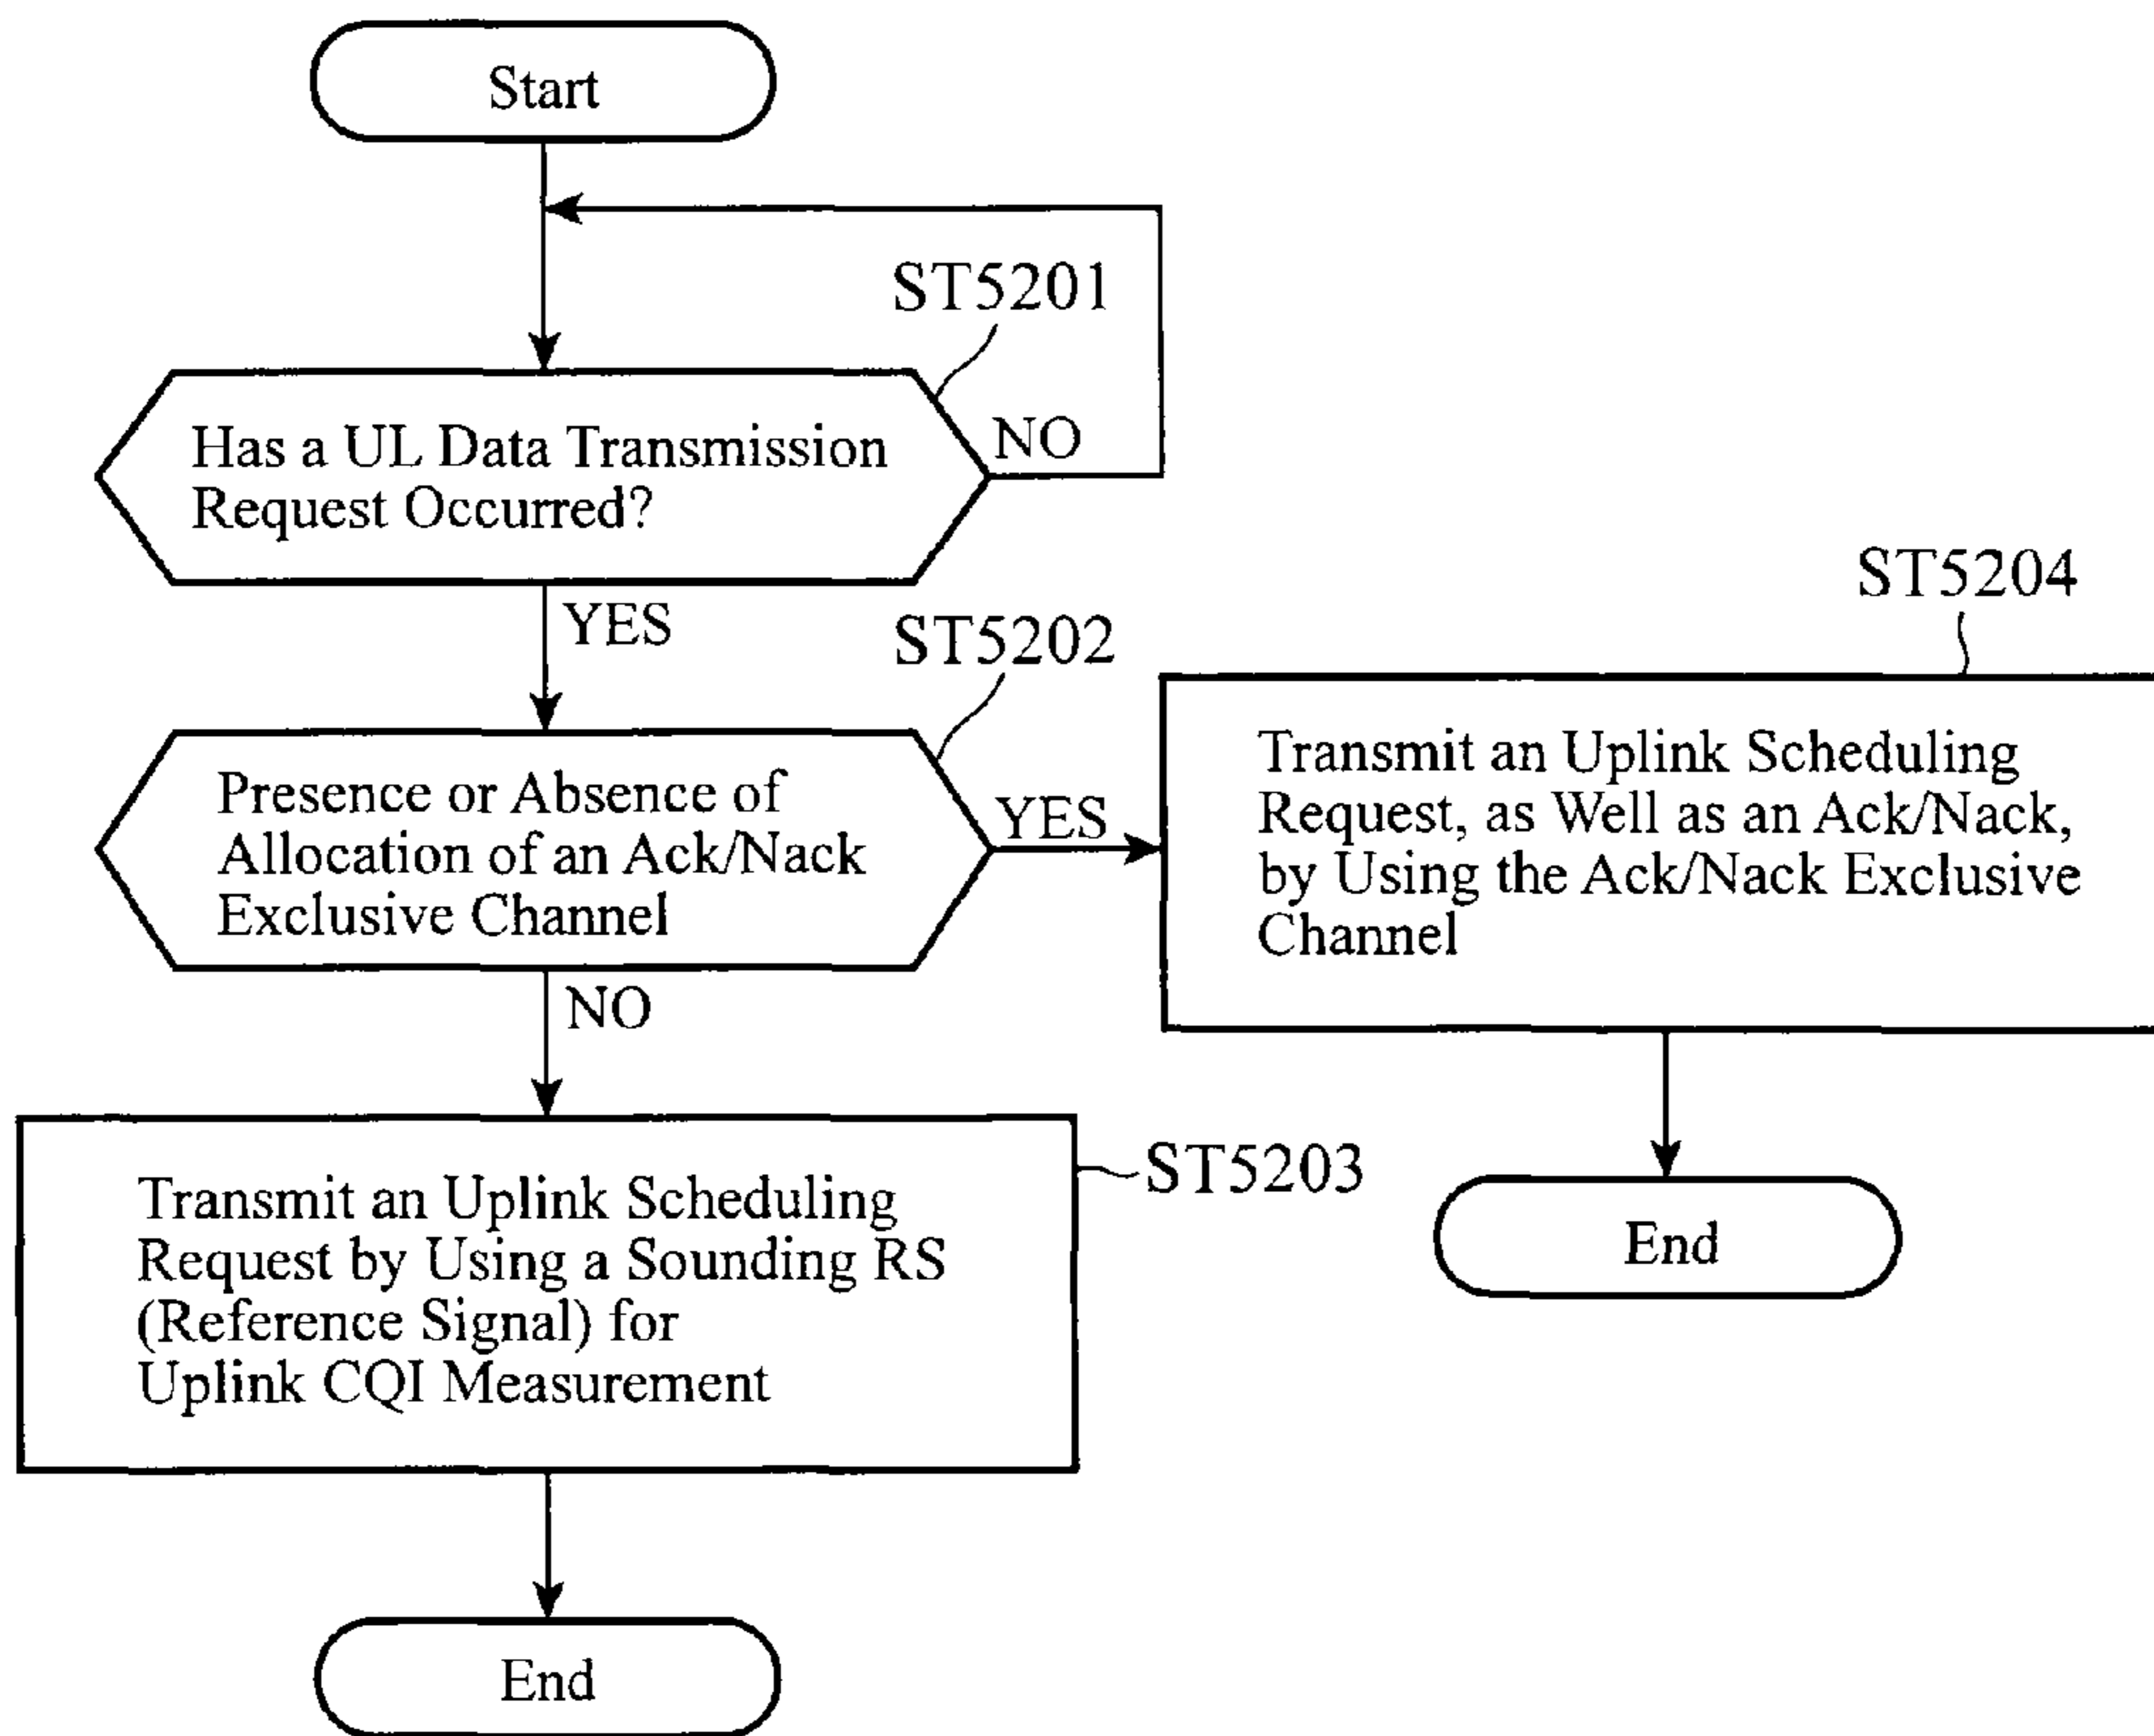 Start
ST5201
Has a UL Data Transmission
Request Occurred?
NO
YES
ST5202
Presence or Absence of
Allocation of an Ack/Nack
Exclusive Channel
YES
NO
ST5204
Transmit an Uplink Scheduling
Request, as Well as an Ack/Nack,
by Using the Ack/Nack Exclusive
Channel
End
ST5203
Transmit an Uplink Scheduling
Request by Using a Sounding RS
(Reference Signal) for
Uplink CQI Measurement
End